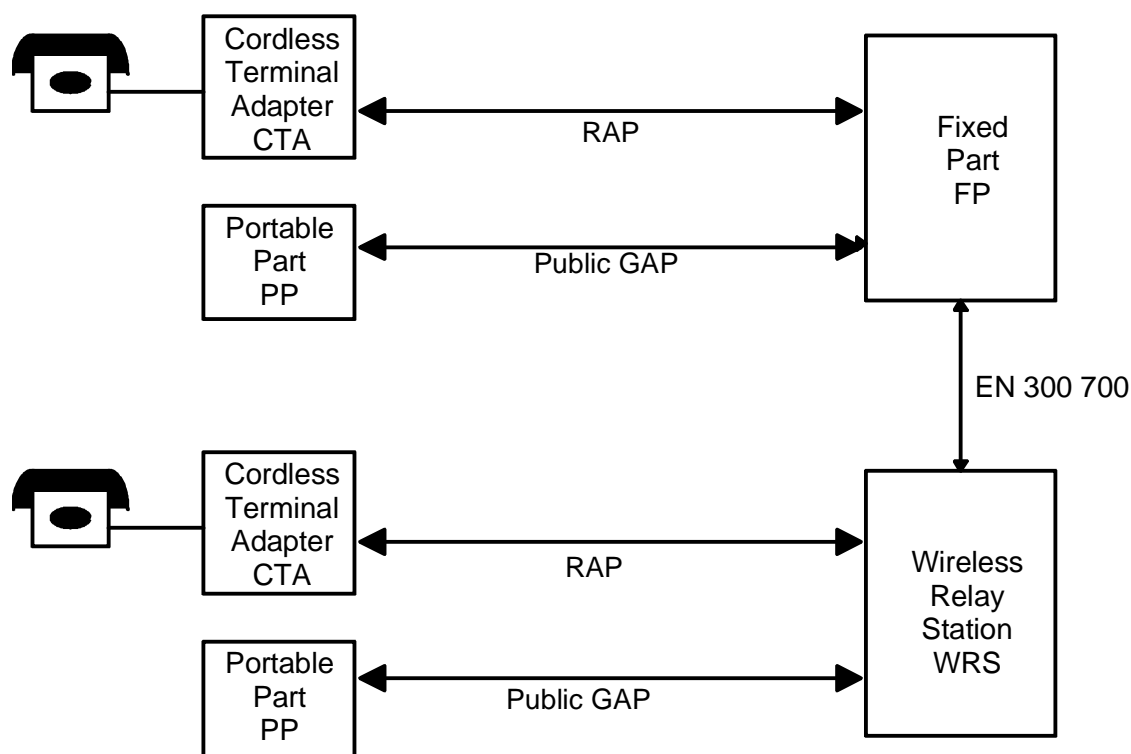 Cordless
Terminal
Adapter
CTA
RAP
Fixed
Part
FP
Portable
Part
PP
Public GAP
EN 300 700
Cordless
Terminal
Adapter
CTA
RAP
Wireless
Relay
Station
WRS
Portable
Part
PP
Public GAP